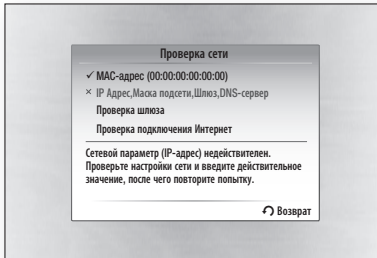 Проверка сети
✓ MAC-адрес (00:00:00:00:00:00)
× IP Адрес,Маска подсети,Шлюз,DNS-сервер
Проверка шлюза
Проверка подключения Интернет
Сетевой параметр (IP-адрес) недействителен.
Проверьте настройки сети и введите действительное
значение, после чего повторите попытку.
Возврат